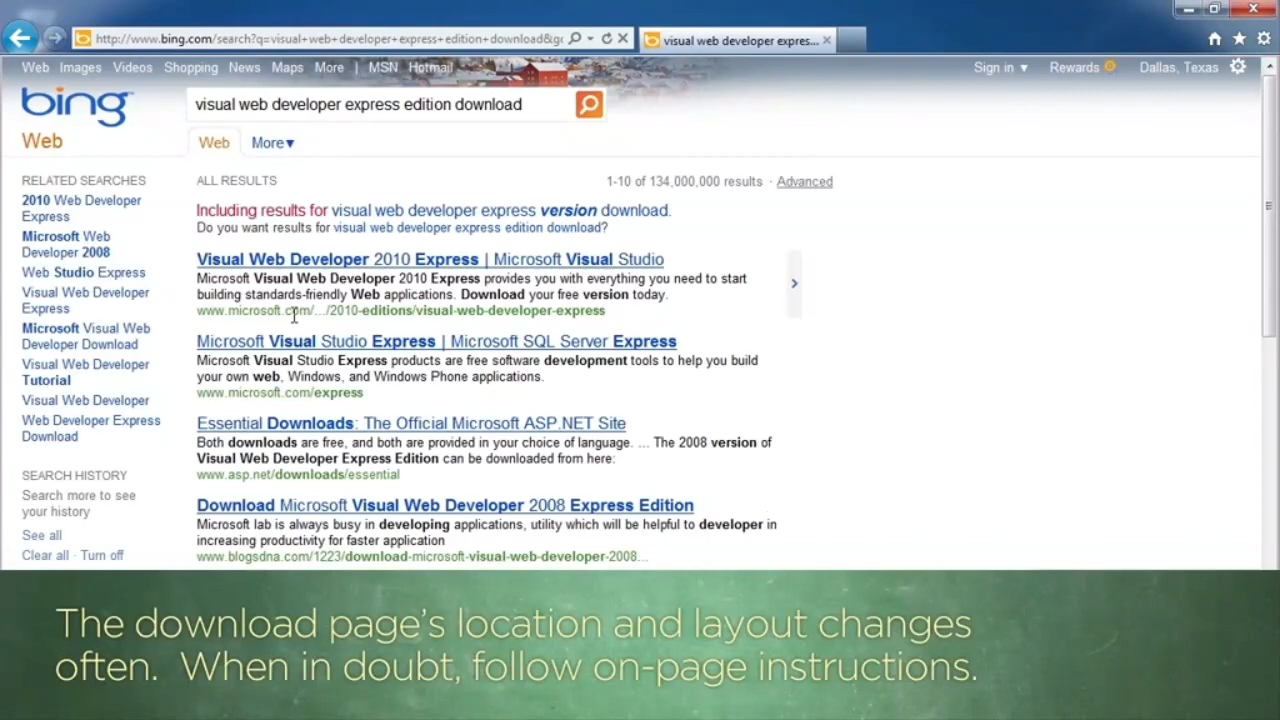 http://www.bing.com/search?q=visual+web+developer+express+edition+download&g
visual web developer expres...
Web Images Videos Shopping News Maps More | MSN Hotmail
Sign in ▼ Rewards Dallas, Texas
bing
visual web developer express edition download
Web
Web More▼
RELATED SEARCHES
2010 Web Developer
Express
Microsoft Web
Developer 2008
Web Studio Express
Visual Web Developer
Express
Microsoft Visual Web
Developer Download
Visual Web Developer
Tutorial
Visual Web Developer
Web Developer Express
Download
SEARCH HISTORY
Search more to see
your history
See all
Clear all · Turn off
ALL RESULTS
1-10 of 134,000,000 results · Advanced
Including results for visual web developer express version download.
Do you want results for visual web developer express edition download?
Visual Web Developer 2010 Express | Microsoft Visual Studio
Microsoft Visual Web Developer 2010 Express provides you with everything you need to start
building standards-friendly Web applications. Download your free version today.
www.microsoft.com/.../2010-editions/visual-web-developer-express
Microsoft Visual Studio Express | Microsoft SQL Server Express
Microsoft Visual Studio Express products are free software development tools to help you build
your own web, Windows, and Windows Phone applications.
www.microsoft.com/express
Essential Downloads: The Official Microsoft ASP.NET Site
Both downloads are free, and both are provided in your choice of language. ... The 2008 version of
Visual Web Developer Express Edition can be downloaded from here:
www.asp.net/downloads/essential
Download Microsoft Visual Web Developer 2008 Express Edition
Microsoft lab is always busy in developing applications, utility which will be helpful to developer in
increasing productivity for faster application
www.blogsdna.com/1223/download-microsoft-visual-web-developer-2008...
The download page's location and layout changes
often. When in doubt, follow on-page instructions.